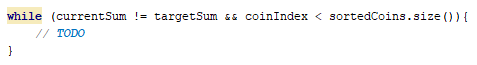 while (currentSum != targetSum && coinIndex < sortedCoins.size()){
// TODO
}